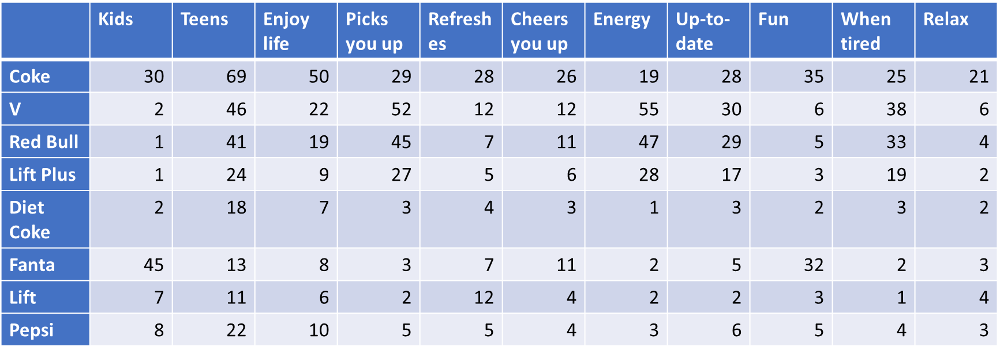 Kids Teens Enjoy life Picks you up Refreshes Cheers you up Energy Up-to-date Fun When tired Relax
Coke 30 69 50 29 28 26 19 28 35 25 21
V 2 46 22 52 12 12 55 30 6 38 6
Red Bull 1 41 19 45 7 11 47 29 5 33 4
Lift Plus 1 24 9 27 5 6 28 17 3 19 2
Diet Coke 2 18 7 3 4 3 1 3 2 3 2
Fanta 45 13 8 3 7 11 2 5 32 2 3
Lift 7 11 6 2 12 4 2 2 3 1 4
Pepsi 8 22 10 5 5 4 3 6 5 4 3